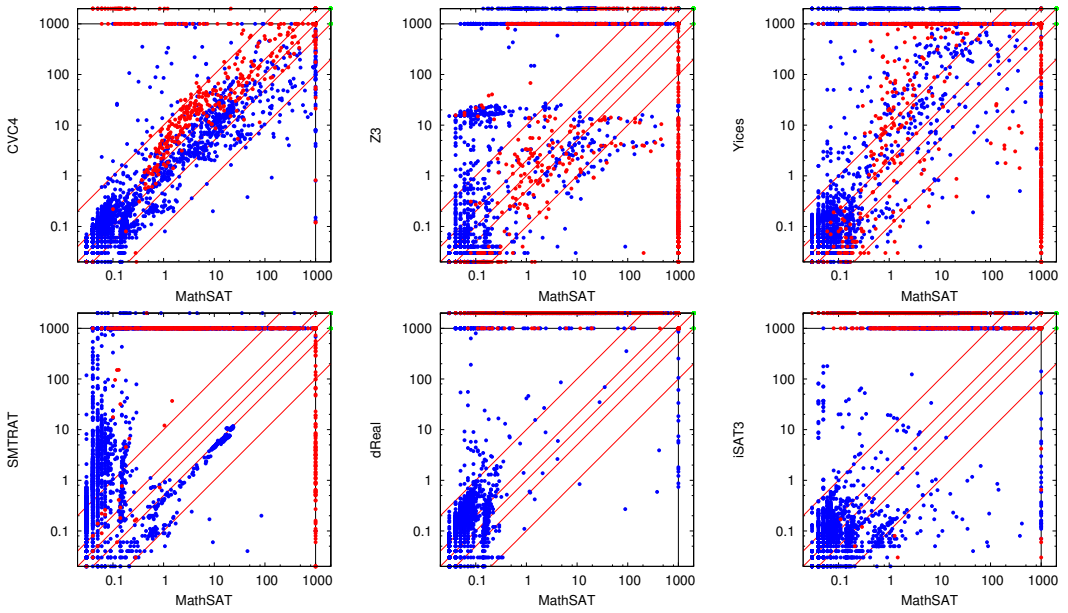 1000 1000 1000
100 100 100
10 10 10
CVC4 Z3 Yices
1 1 1
0.1 0.1 0.1
0.1 1 10 100 1000 0.1 1 10 100 1000 0.1 1 10 100 1000
MathSAT MathSAT MathSAT
1000 1000 1000
100 100 100
10 10 10
SMTRAT dReal iSAT3
1 1 1
0.1 0.1 0.1
0.1 1 10 100 1000 0.1 1 10 100 1000 0.1 1 10 100 1000
MathSAT MathSAT MathSAT